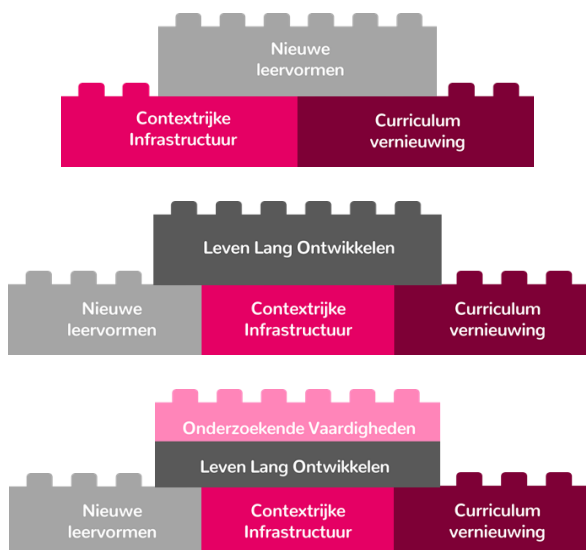 Nieuwe
leervormen
Contextrijke
Infrastructuur
Curriculum
vernieuwing
Leven Lang Ontwikkelen
Nieuwe
leervormen
Contextrijke
Infrastructuur
Curriculum
vernieuwing
Onderzoekende Vaardigheden
Leven Lang Ontwikkelen
Nieuwe
leervormen
Contextrijke
Infrastructuur
Curriculum
vernieuwing